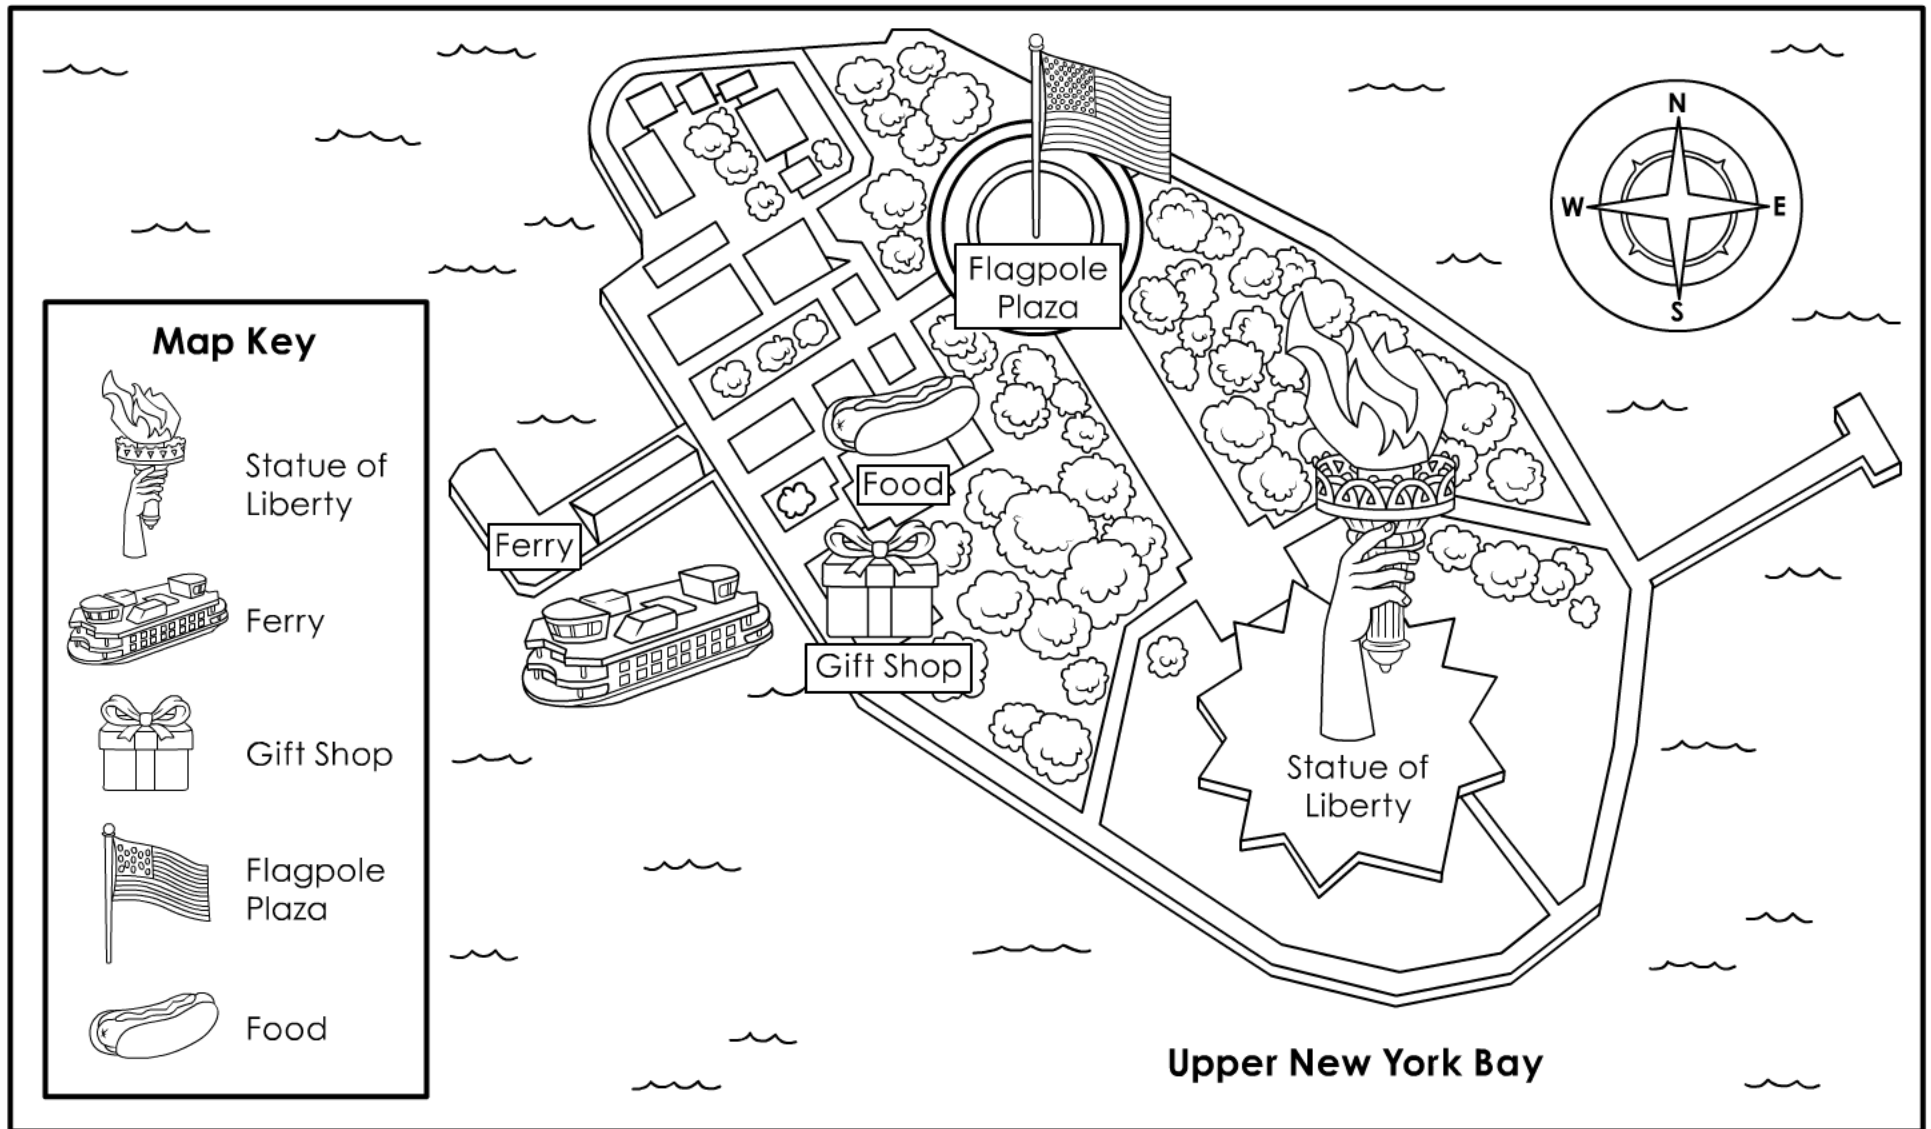 Map Key
Statue of
Liberty
Ferry
Gift Shop
Flagpole
Plaza
Food
Flagpole
Plaza
Food
Ferry
Gift Shop
Statue of
Liberty
N
W
E
S
Upper New York Bay